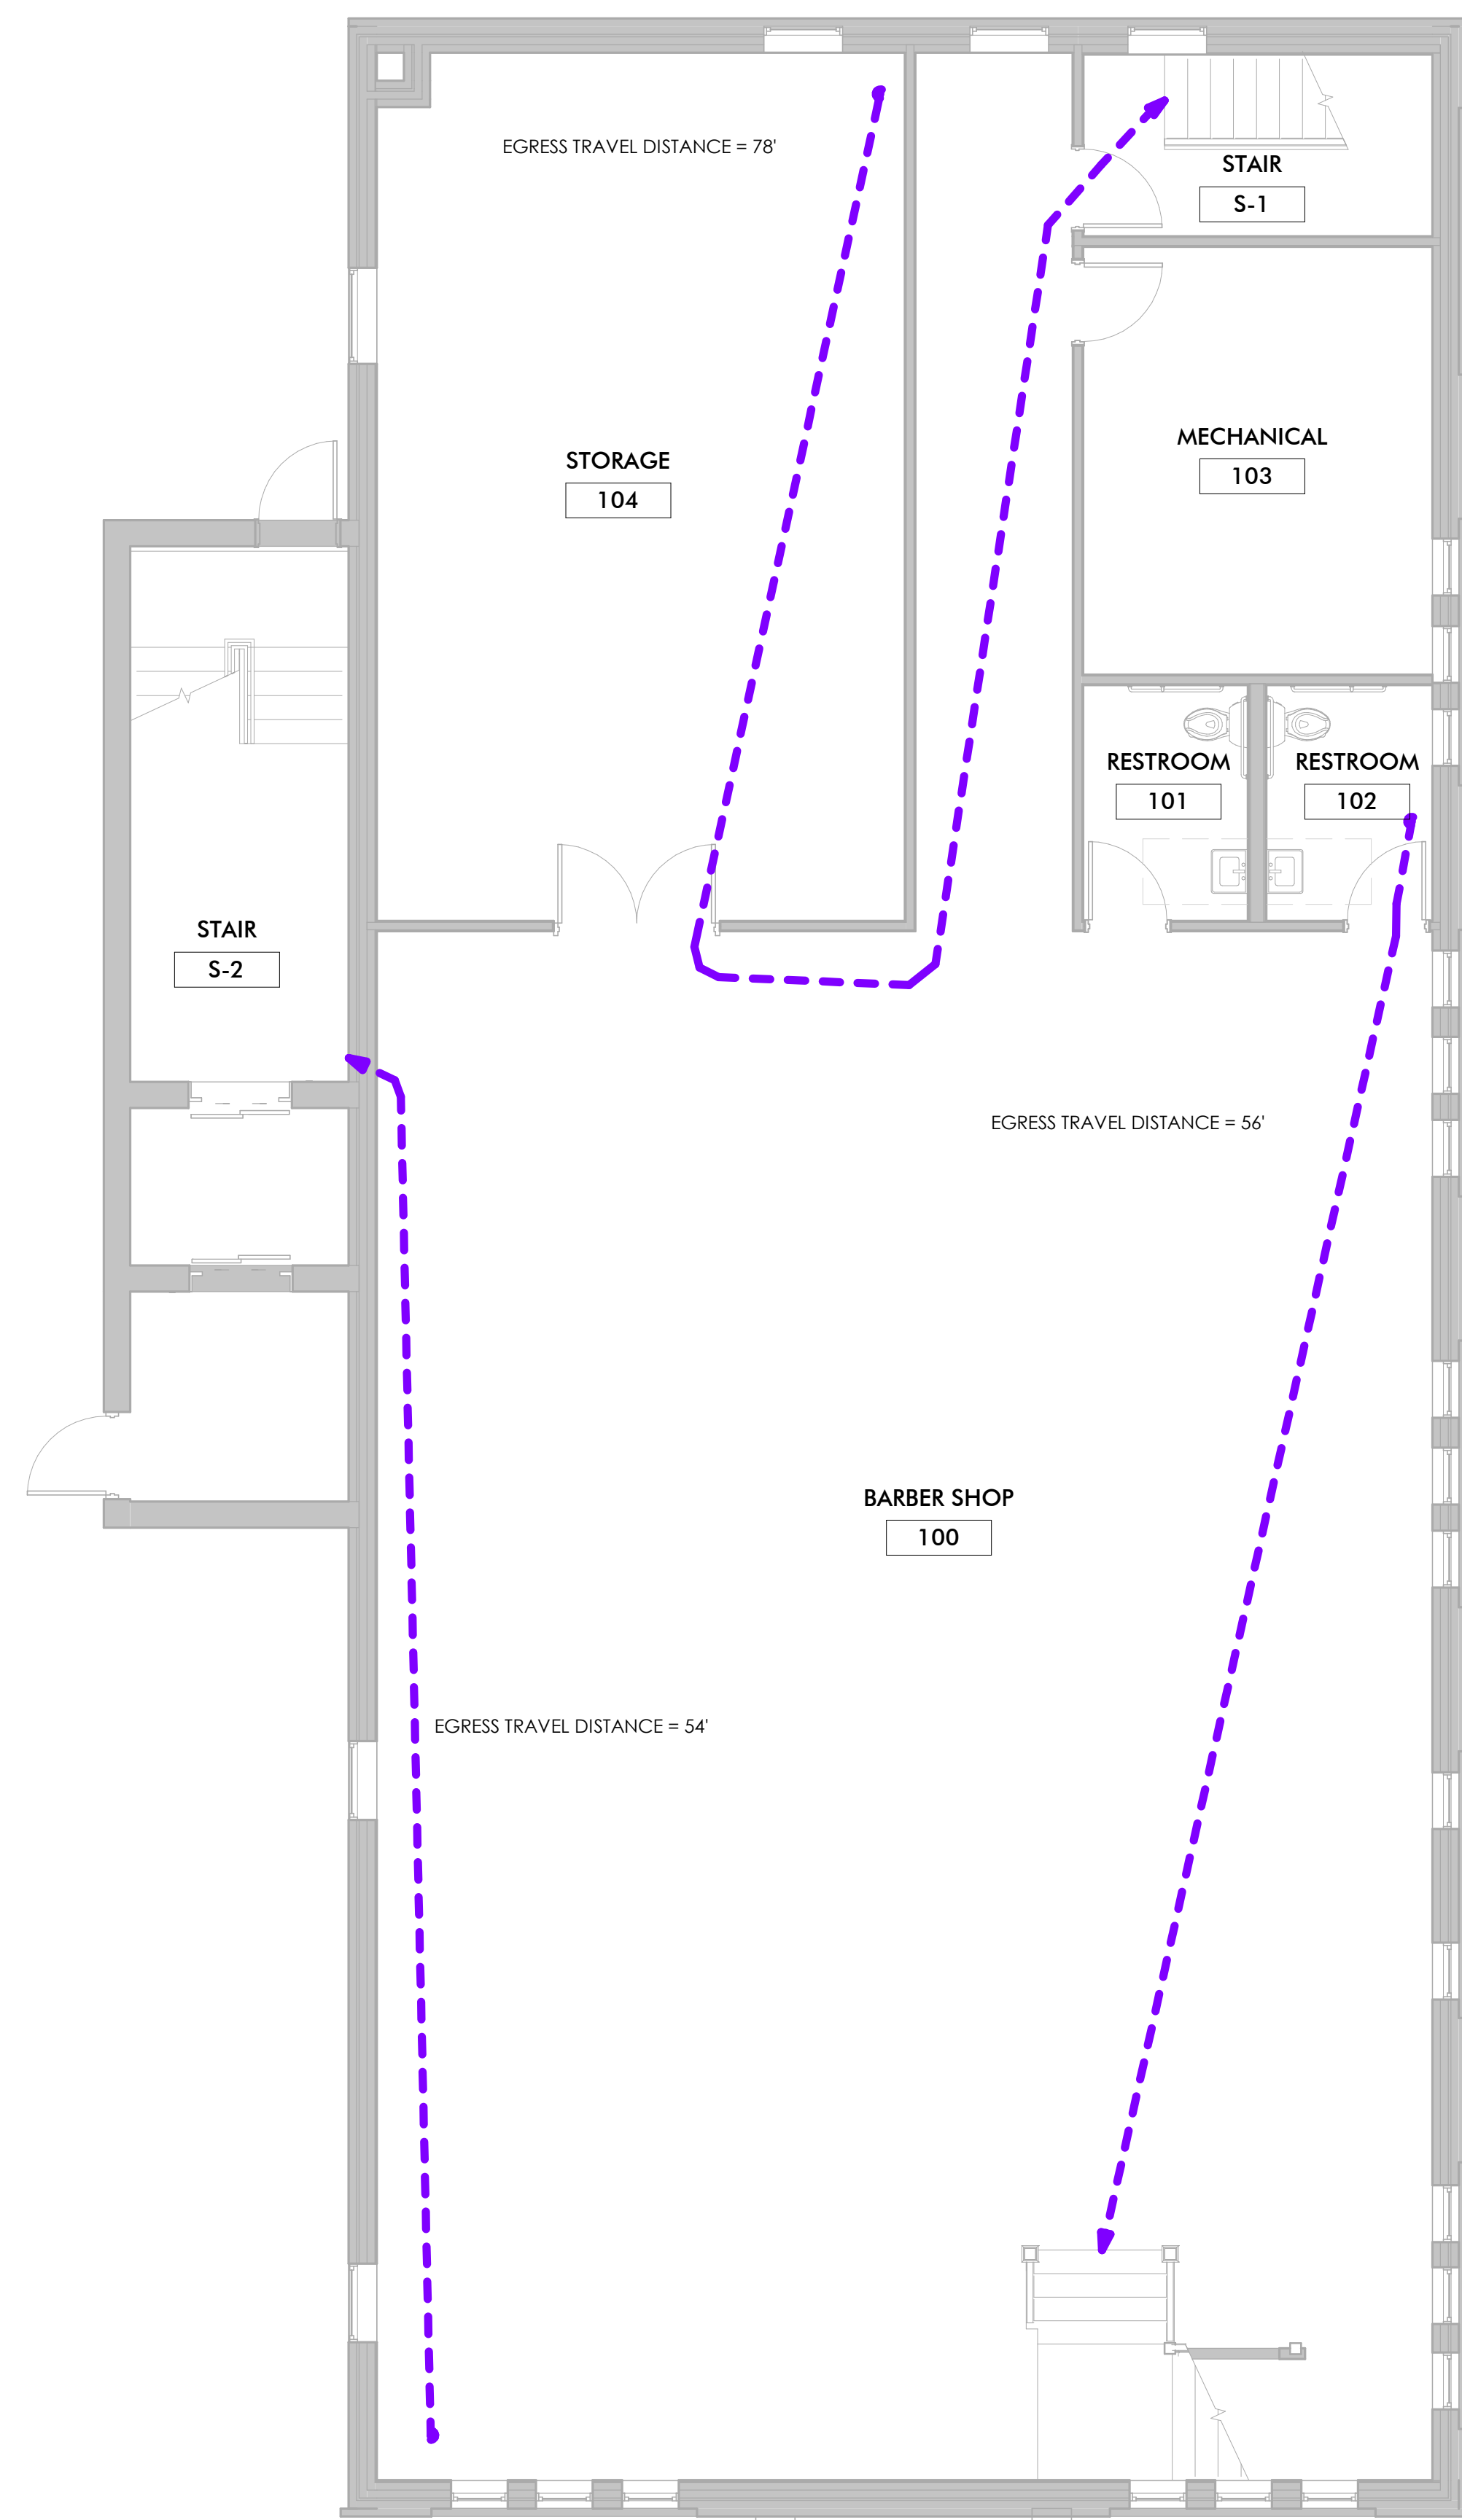 EGRESS TRAVEL DISTANCE = 78'
STAIR
S-1
MECHANICAL
103
STORAGE
104
RESTROOM
101
RESTROOM
102
STAIR
S-2
EGRESS TRAVEL DISTANCE = 56'
BARBER SHOP
100
EGRESS TRAVEL DISTANCE = 54'